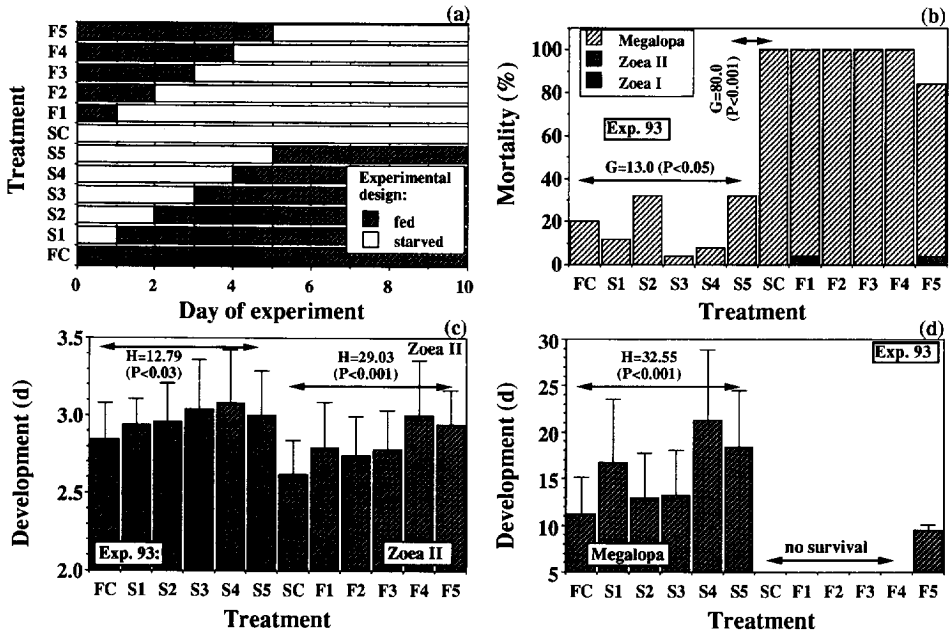 (a)
Treatment
F5
F4
F3
F2
F1
SC
S5
S4
S3
S2
S1
FC
Experimental
design:
fed
starved
0 2 4 6 8 10
Day of experiment
(b)
Mortality (%)
100
80
60
40
20
0
Megalopa
Zoea II
Zoea I
Exp. 93
G=80.0
(P<0.001)
G=13.0 (P<0.05)
FC S1 S2 S3 S4 S5 SC F1 F2 F3 F4 F5
Treatment
(c)
Development (d)
3.5
3.0
2.5
2.0
H=12.79
(P<0.03)
Zoea II
H=29.03
(P<0.001)
Exp. 93:
Zoea II
FC S1 S2 S3 S4 S5 SC F1 F2 F3 F4 F5
Treatment
(d)
Development (d)
30
25
20
15
10
5
H=32.55
(P<0.001)
Exp. 93
Megalopa
no survival
FC S1 S2 S3 S4 S5 SC F1 F2 F3 F4 F5
Treatment